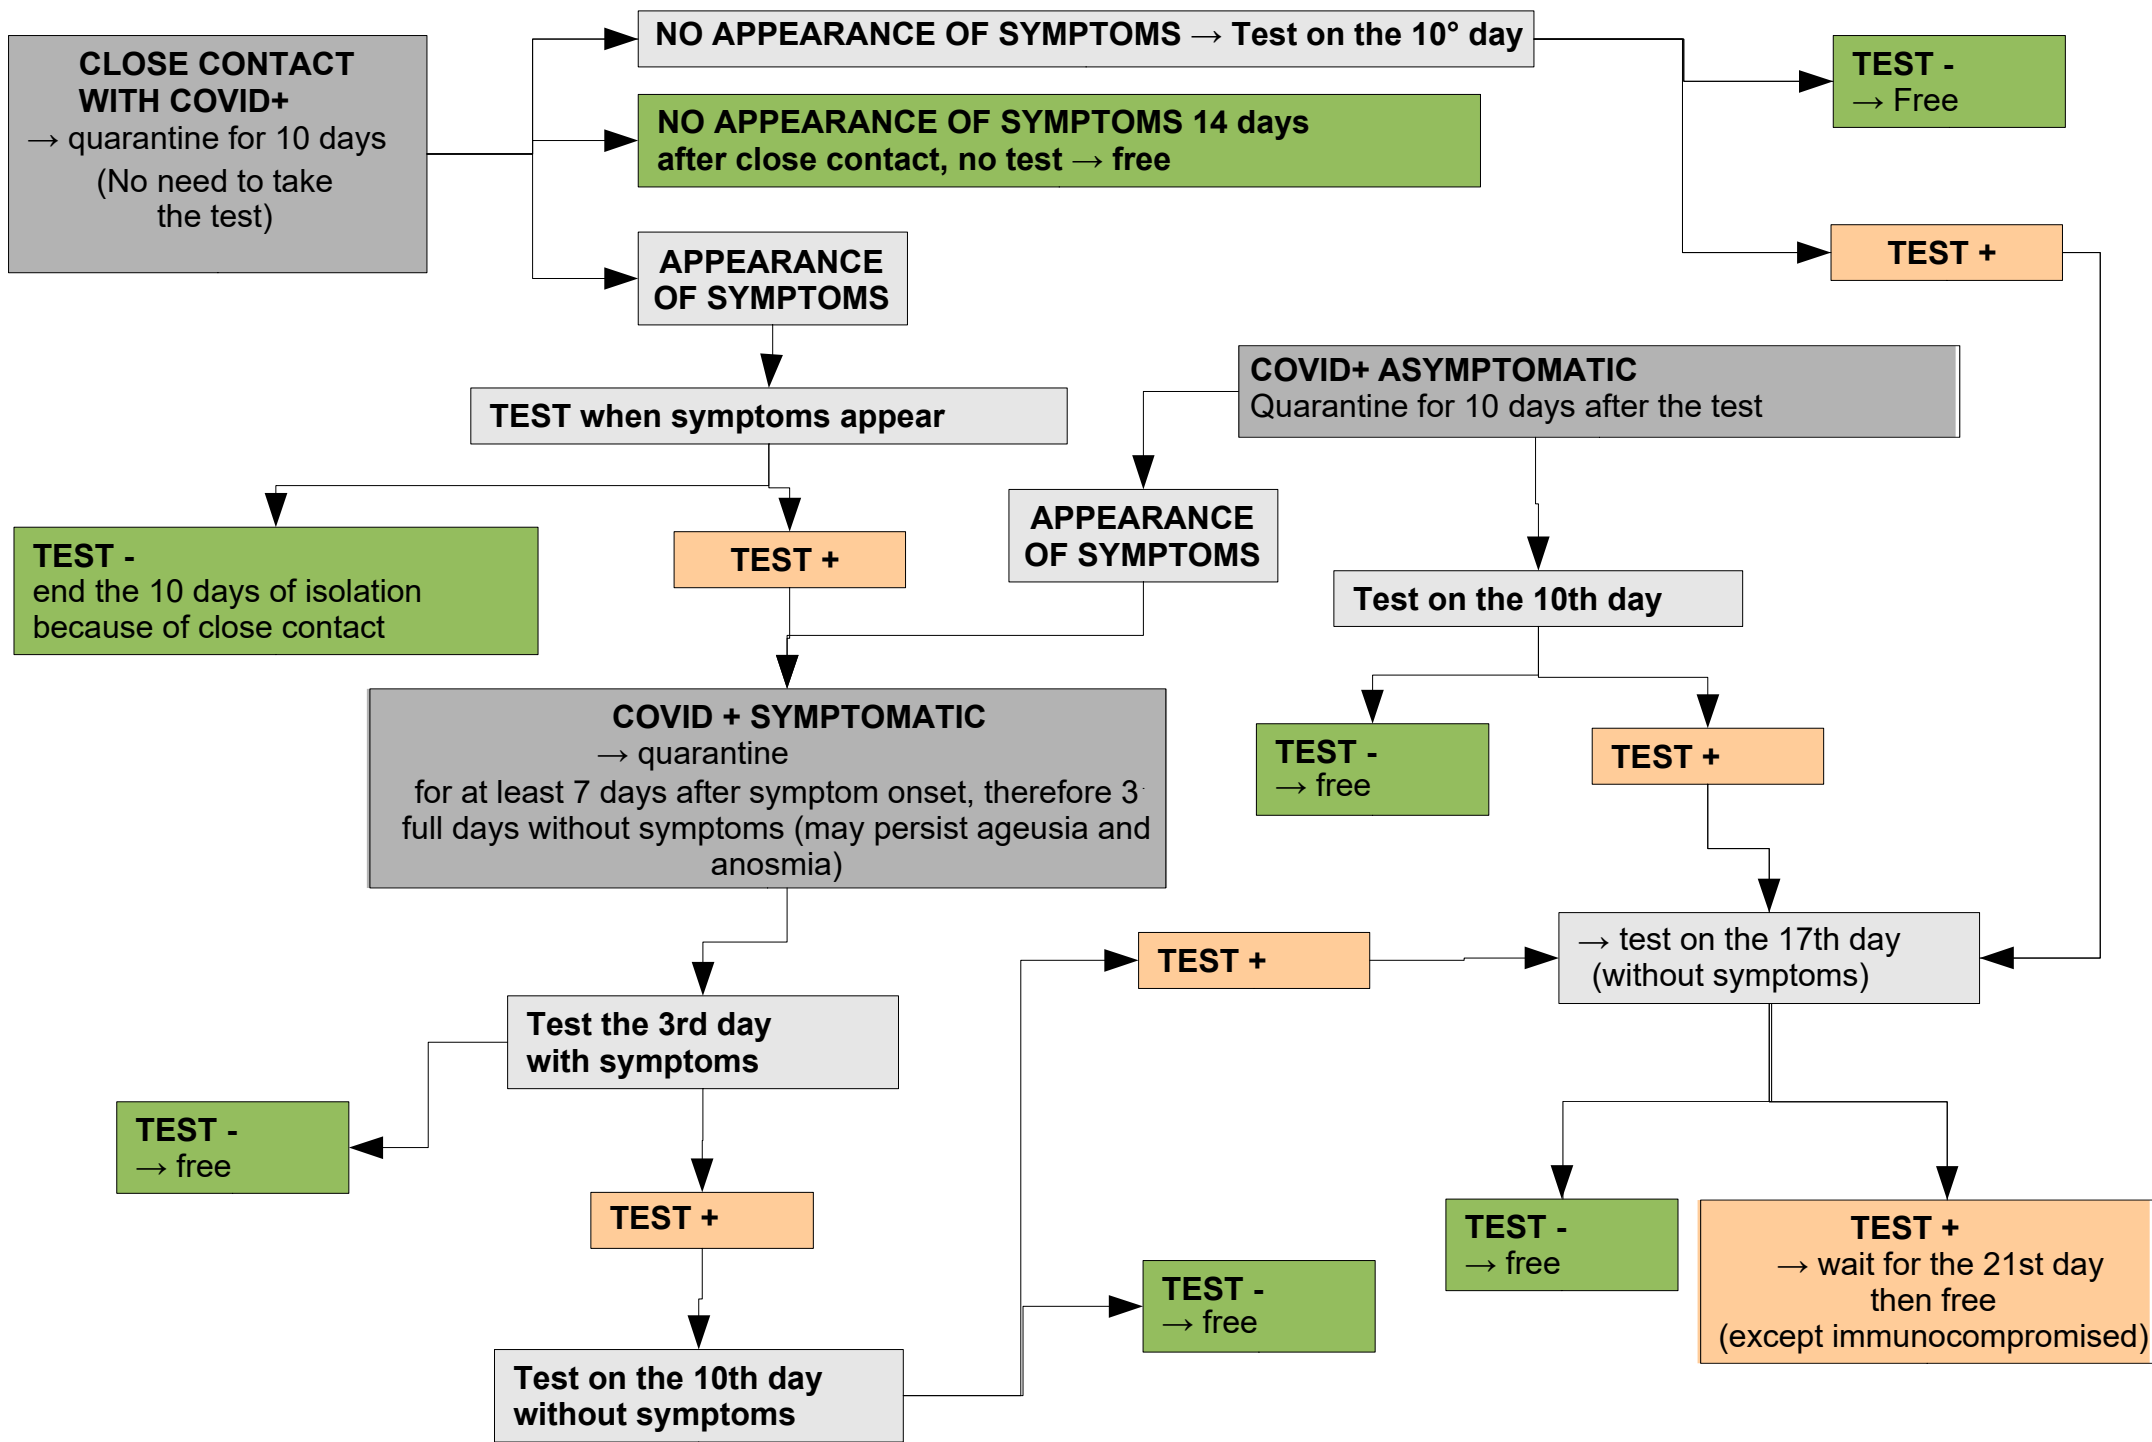 CLOSE CONTACT
WITH COVID+
→ quarantine for 10 days
(No need to take
the test)
NO APPEARANCE OF SYMPTOMS → Test on the 10° day
NO APPEARANCE OF SYMPTOMS 14 days
after close contact, no test → free
APPEARANCE
OF SYMPTOMS
TEST -
→ Free
TEST +
TEST when symptoms appear
COVID+ ASYMPTOMATIC
Quarantine for 10 days after the test
TEST -
end the 10 days of isolation
because of close contact
TEST +
APPEARANCE
OF SYMPTOMS
Test on the 10th day
COVID + SYMPTOMATIC
→ quarantine
for at least 7 days after symptom onset, therefore 3
full days without symptoms (may persist ageusia and
anosmia)
TEST -
→ free
TEST +
→ test on the 17th day
(without symptoms)
TEST +
Test the 3rd day
with symptoms
TEST -
→ free
TEST +
Test on the 10th day
without symptoms
TEST -
→ free
TEST -
→ free
TEST +
→ wait for the 21st day
then free
(except immunocompromised)